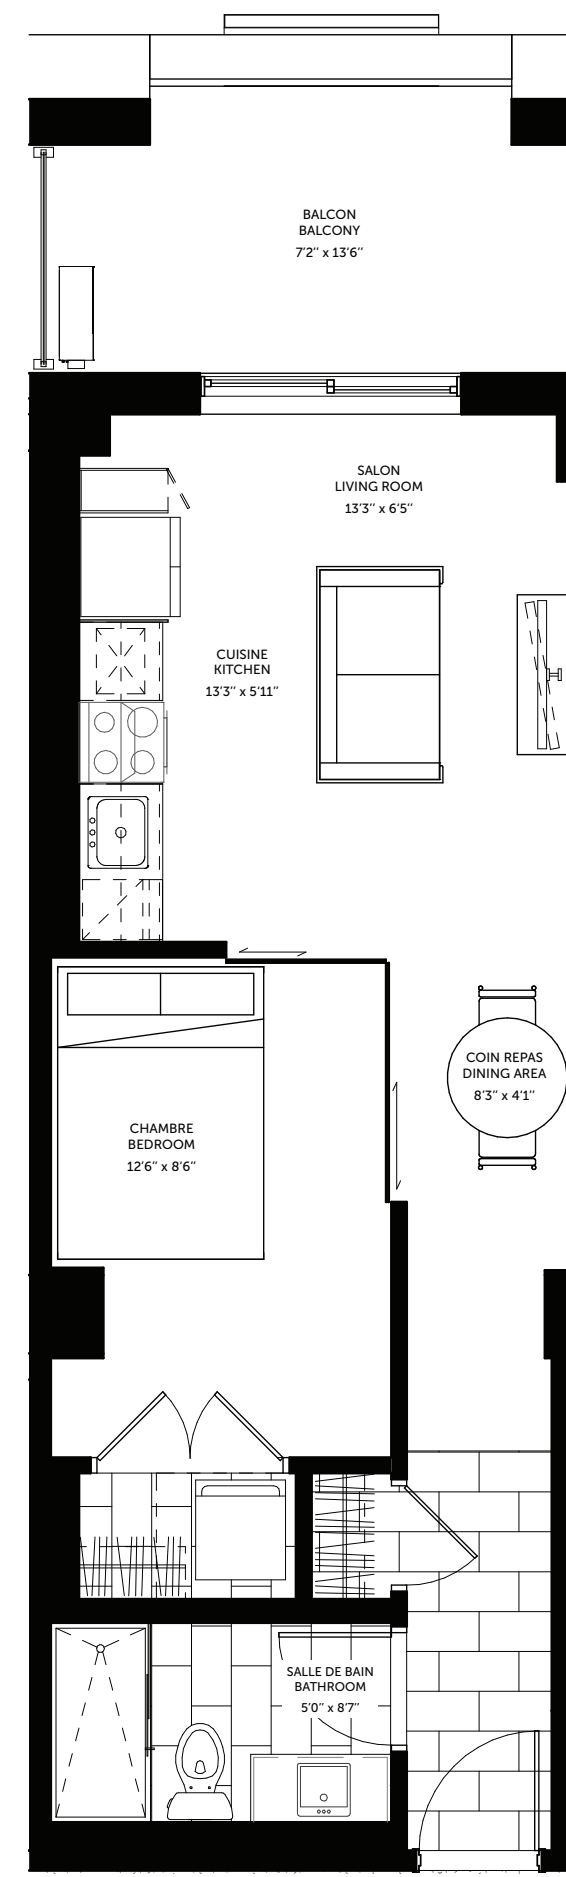 BALCON
BALCONY
7'2'' x 13'6''
SALON
LIVING ROOM
13'3'' x 6'5''
CUISINE
KITCHEN
13'3'' x 5'11''
COIN REPAS
DINING AREA
8'3'' x 4'1''
CHAMBRE
BEDROOM
12'6'' x 8'6''
SALLE DE BAIN
BATHROOM
5'0'' x 8'7''